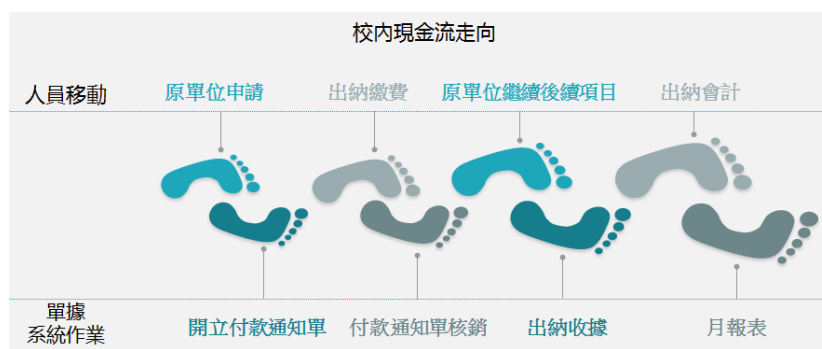 校內現金流走向
人員移動
原單位申請
出納繳費
原單位繼續後續項目
出納會計
單據
系統作業
開立付款通知單
付款通知單核銷
出納收據
月報表